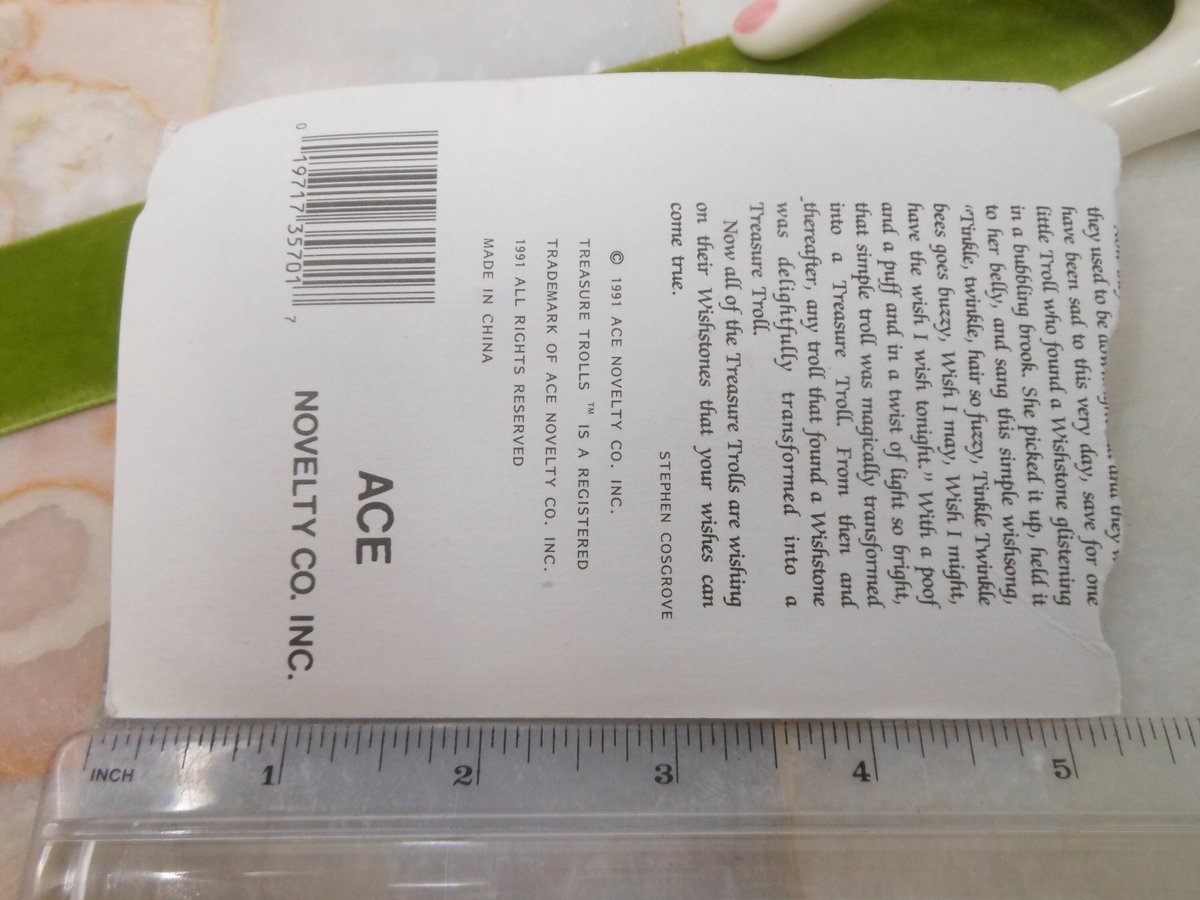 they used to be and they
have been sad to this very day, save for one
little Troll who found a Wishstone glistening
in a bubbling brook. She picked it up, held it
to her belly, and sang this simple wishsong,
“Tinkle, twinkle, hair so fuzzy, Tinkle Twinkle
bees goes buzzy, Wish I may, Wish I might,
have the wish I wish tonight.” With a poof
and a puff and in a twist of light so bright,
that simple troll was magically transformed
into a Treasure Troll. From then and
thereafter, any troll that found a Wishstone
was delightfully transformed into a
Treasure Troll.
Now all of the Treasure Trolls are wishing
on their Wishstones that your wishes can
come true.
STEPHEN COSGROVE
© 1991 ACE NOVELTY CO. INC.
TREASURE TROLLS ™ IS A REGISTERED
TRADEMARK OF ACE NOVELTY CO. INC.
1991 ALL RIGHTS RESERVED
MADE IN CHINA
0 19717 35701 7
ACE
NOVELTY CO. INC.
INCH 1 2 3 4 5